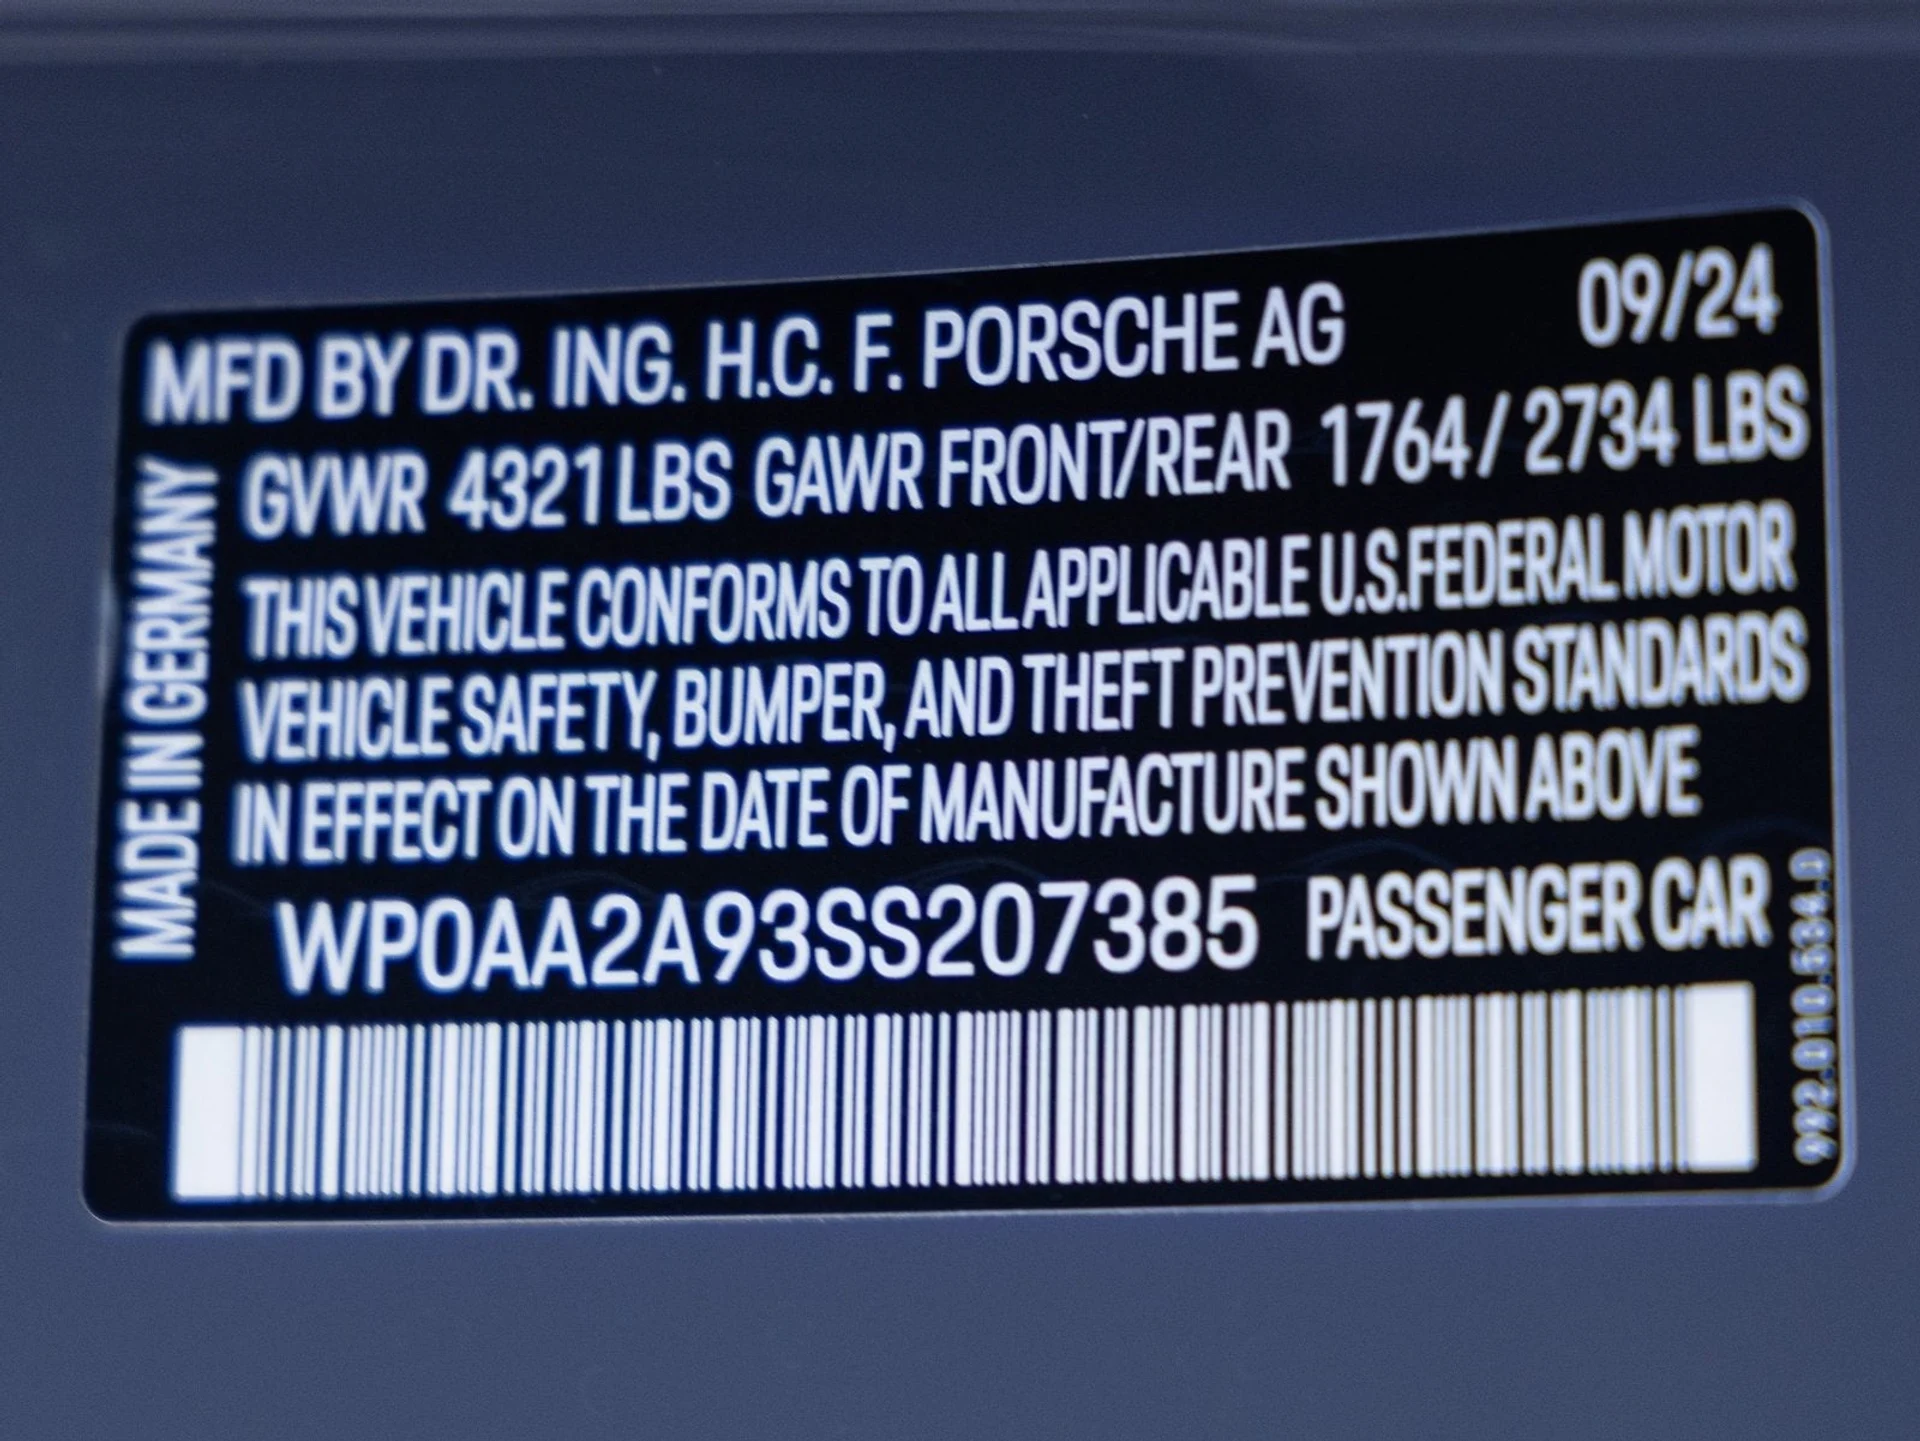 MFD BY DR. ING. H.C. F. PORSCHE AG 09/24
GVWR 4321 LBS GAWR FRONT/REAR 1764 / 2734 LBS
THIS VEHICLE CONFORMS TO ALL APPLICABLE U.S.FEDERAL MOTOR
VEHICLE SAFETY, BUMPER, AND THEFT PREVENTION STANDARDS
IN EFFECT ON THE DATE OF MANUFACTURE SHOWN ABOVE
WP0AA2A93SS207385 PASSENGER CAR
MADE IN GERMANY